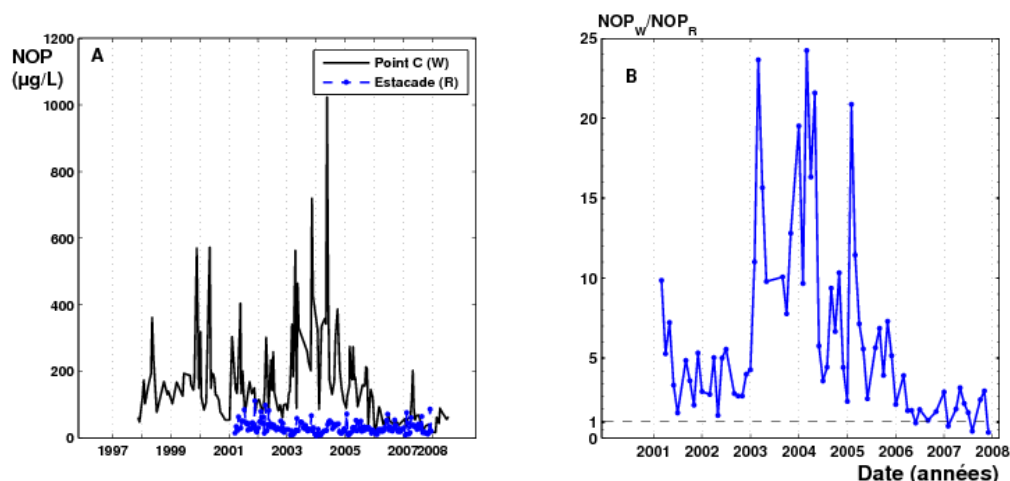 NOP
(µg/L)
A
Point C (W)
Estacade (R)
1200
1000
800
600
400
200
0
1997 1999 2001 2003 2005 2007 2008
NOPW/NOPR
B
25
20
15
10
5
1
0
2001 2002 2003 2004 2005 2006 2007 2008
Date (années)